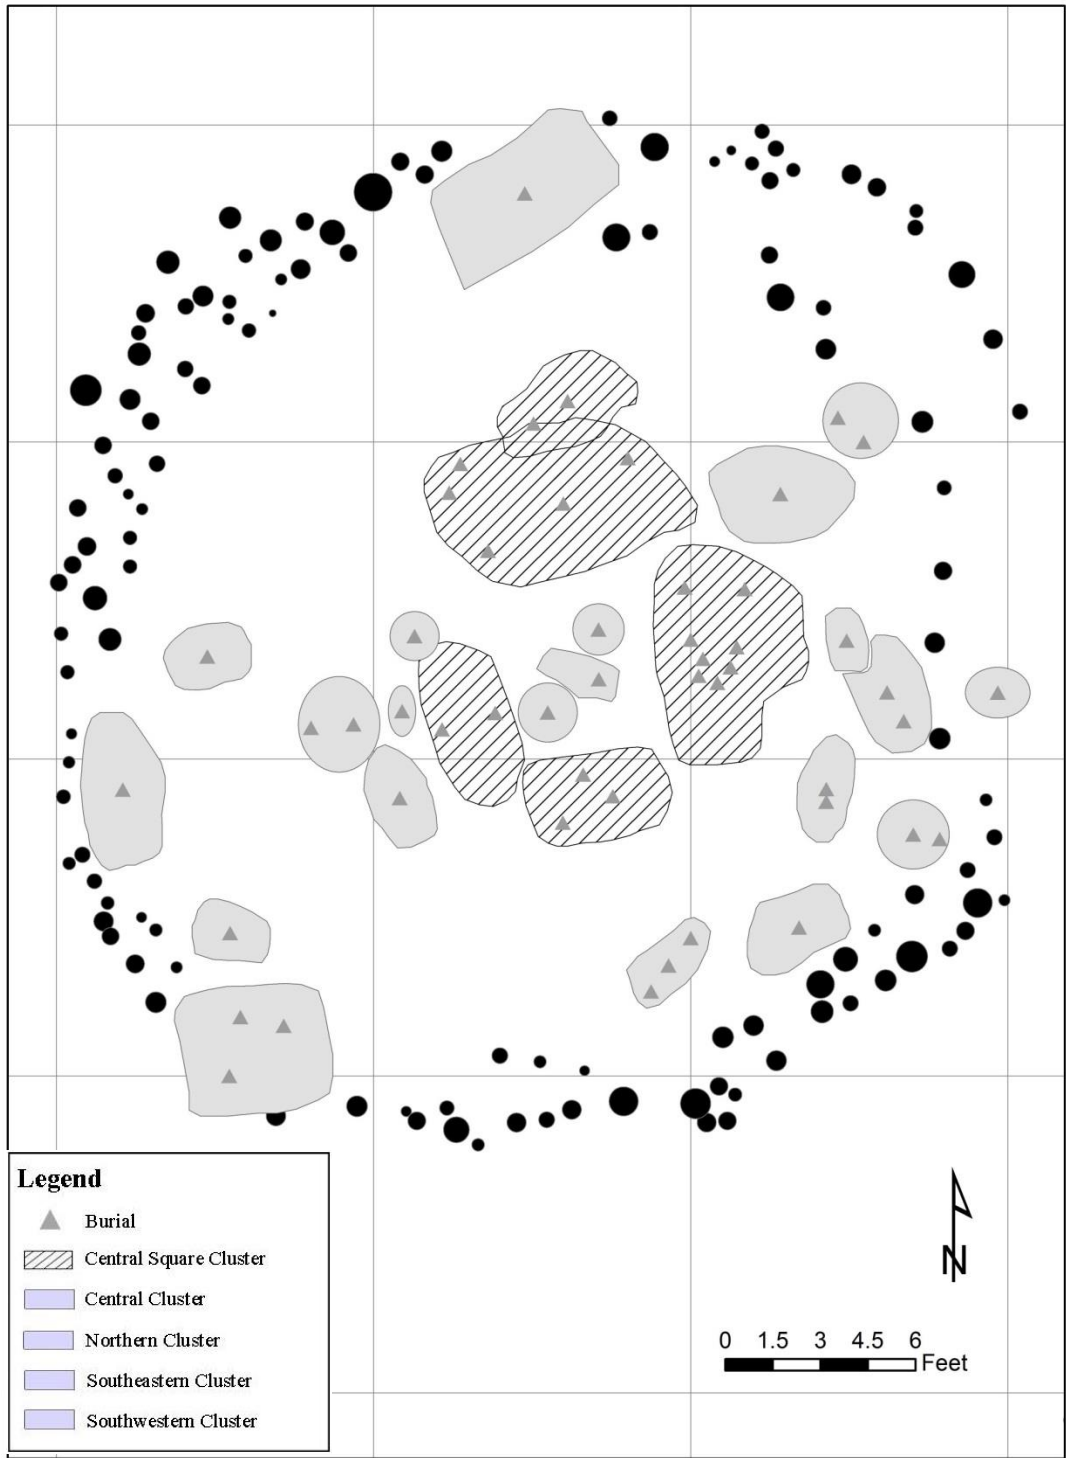 N
0 1.5 3 4.5 6
Feet
Legend
Burial
Central Square Cluster
Central Cluster
Northern Cluster
Southeastern Cluster
Southwestern Cluster